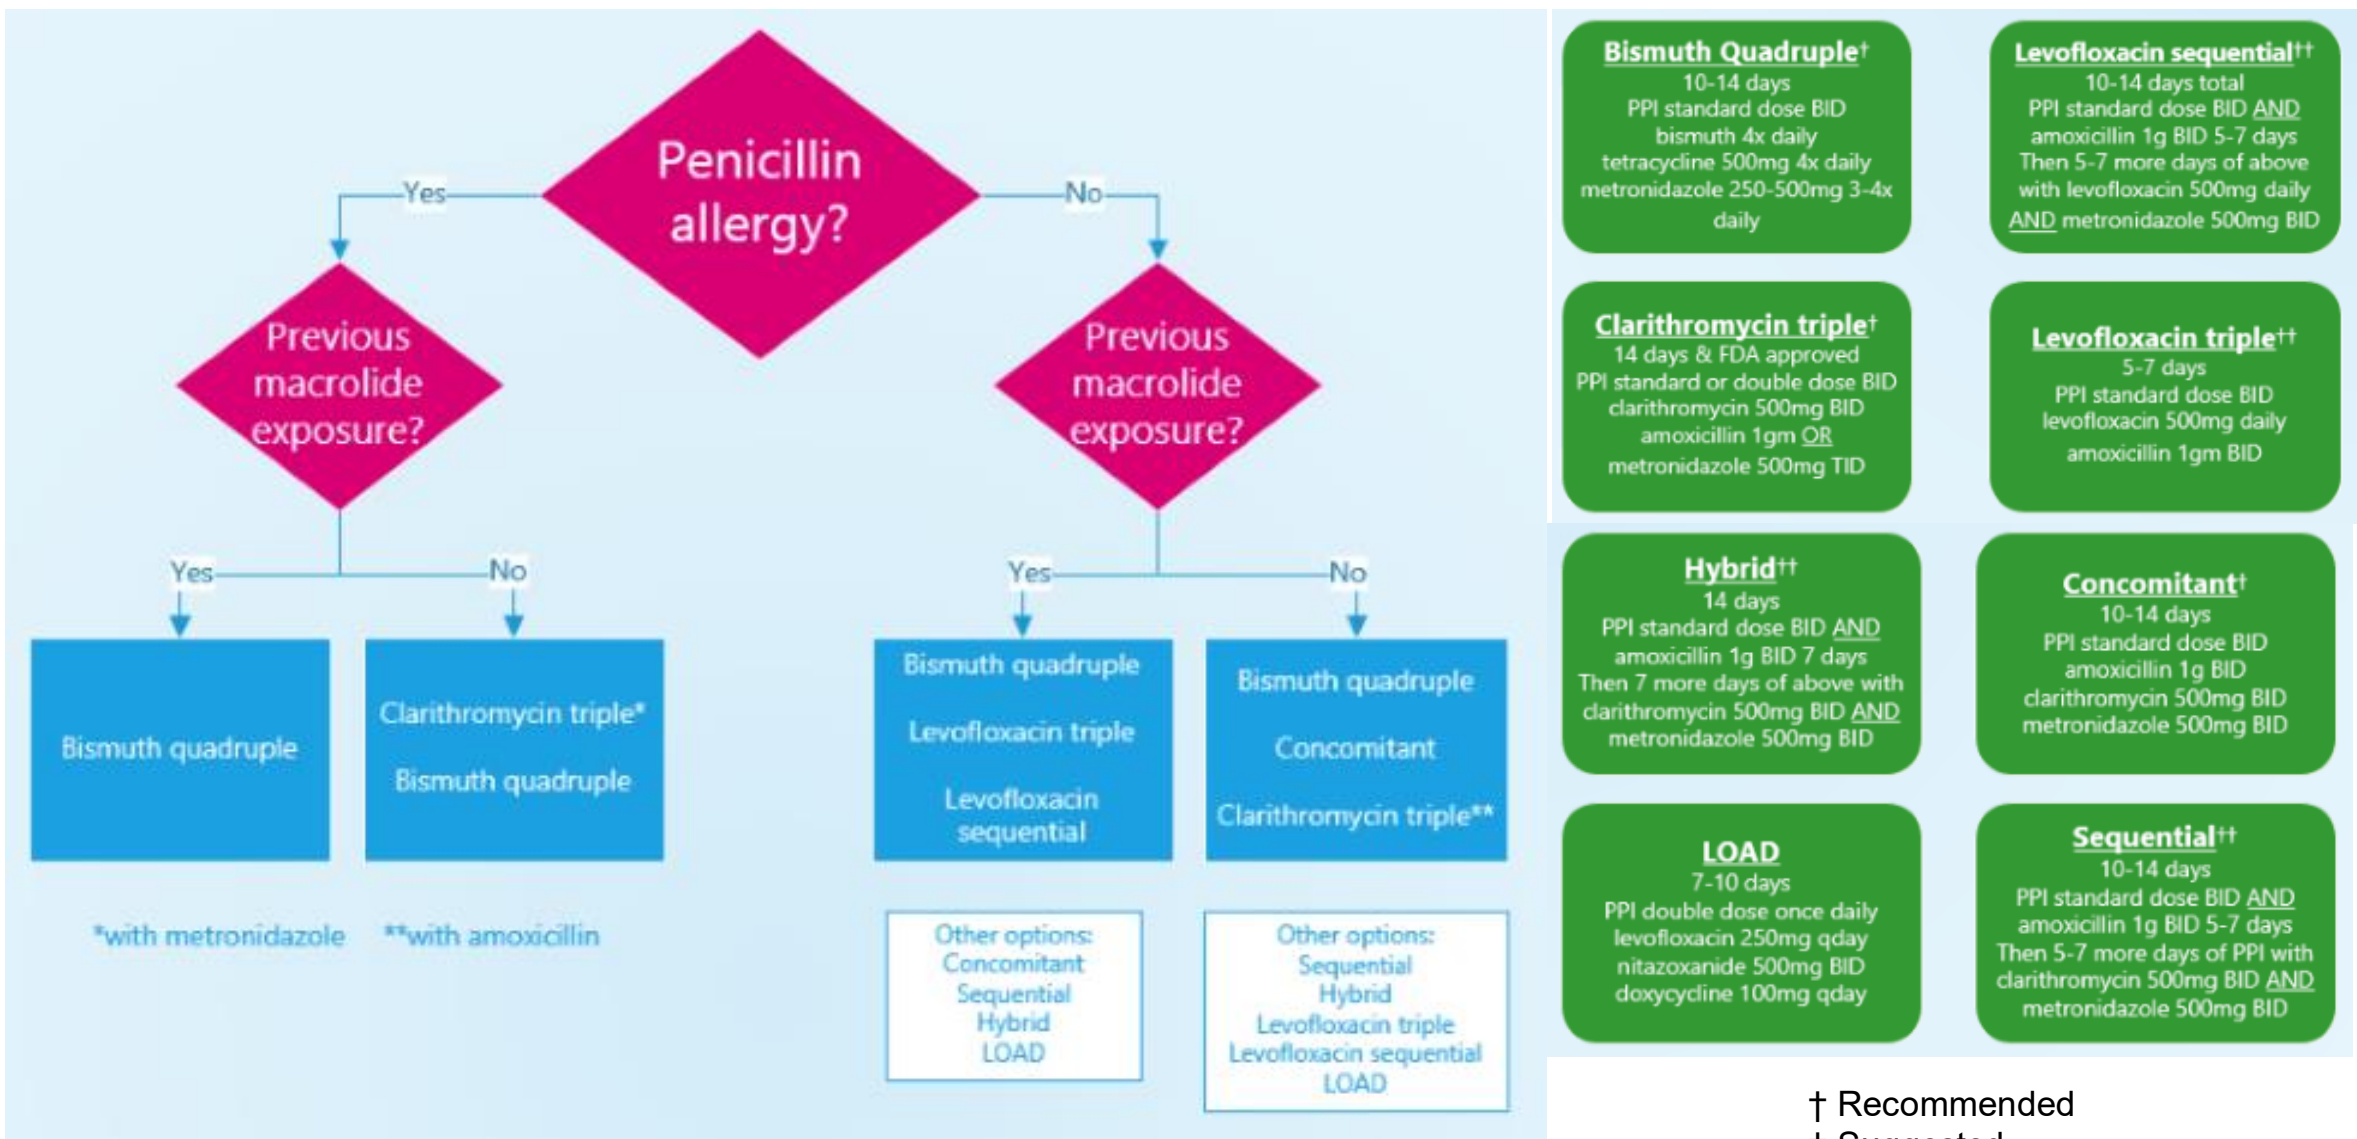 Penicillin
allergy?
Yes
No
Previous
macrolide
exposure?
Previous
macrolide
exposure?
Yes
No
Yes
No
Bismuth quadruple
Clarithromycin triple*
Bismuth quadruple
Bismuth quadruple
Levofloxacin triple
Levofloxacin
sequential
Bismuth quadruple
Concomitant
Clarithromycin triple**
*with metronidazole
**with amoxicillin
Other options:
Concomitant
Sequential
Hybrid
LOAD
Other options:
Sequential
Hybrid
Levofloxacin triple
Levofloxacin sequential
LOAD
Bismuth Quadruple†
10-14 days
PPI standard dose BID
bismuth 4x daily
tetracycline 500mg 4x daily
metronidazole 250-500mg 3-4x
daily
Levofloxacin sequential††
10-14 days total
PPI standard dose BID AND
amoxicillin 1g BID 5-7 days
Then 5-7 more days of above
with levofloxacin 500mg daily
AND metronidazole 500mg BID
Clarithromycin triple†
14 days & FDA approved
PPI standard or double dose BID
clarithromycin 500mg BID
amoxicillin 1gm OR
metronidazole 500mg TID
Levofloxacin triple††
5-7 days
PPI standard dose BID
levofloxacin 500mg daily
amoxicillin 1gm BID
Hybrid††
14 days
PPI standard dose BID AND
amoxicillin 1g BID 7 days
Then 7 more days of above with
clarithromycin 500mg BID AND
metronidazole 500mg BID
Concomitant†
10-14 days
PPI standard dose BID
amoxicillin 1g BID
clarithromycin 500mg BID
metronidazole 500mg BID
LOAD
7-10 days
PPI double dose once daily
levofloxacin 250mg qday
nitazoxanide 500mg BID
doxycycline 100mg qday
Sequential††
10-14 days
PPI standard dose BID AND
amoxicillin 1g BID 5-7 days
Then 5-7 more days of PPI with
clarithromycin 500mg BID AND
metronidazole 500mg BID
† Recommended